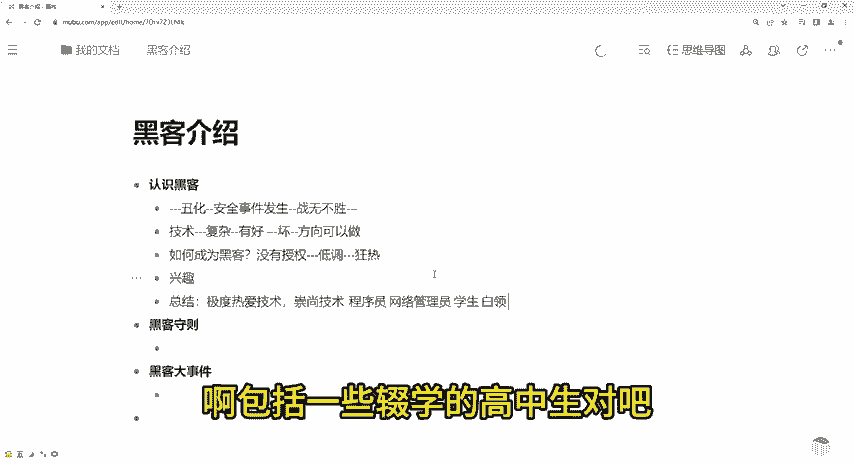 黑客介绍 - 幕布
mubu.com/app/edit/home/
我的文档 黑客介绍 思维导图
黑客介绍
认识黑客
---丑化--安全事件发生--战无不胜---
技术---复杂--有好 ---坏--方向可以做
如何成为黑客?没有授权---低调---狂热
兴趣
总结:极度热爱技术,崇尚技术 程序员 网络管理员 学生 白领
黑客守则
黑客大事件
啊包括一些辍学的高中生对吧